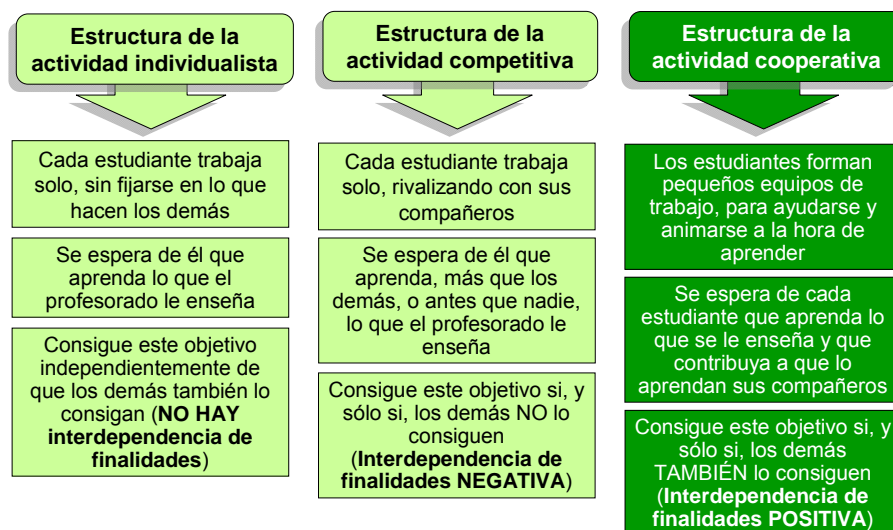 Estructura de la
actividad individualista
Cada estudiante trabaja
solo, sin fijarse en lo que
hacen los demás
Se espera de él que
aprenda lo que el
profesorado le enseña
Consigue este objetivo
independientemente de
que los demás también lo
consigan (NO HAY
interdependencia de
finalidades)
Estructura de la
actividad competitiva
Cada estudiante trabaja
solo, rivalizando con sus
compañeros
Se espera de él que
aprenda, más que los
demás, o antes que nadie,
lo que el profesorado le
enseña
Consigue este objetivo si, y
sólo si, los demás NO lo
consiguen
(Interdependencia de
finalidades NEGATIVA)
Estructura de la
actividad cooperativa
Los estudiantes forman
pequeños equipos de
trabajo, para ayudarse y
animarse a la hora de
aprender
Se espera de cada
estudiante que aprenda lo
que se le enseña y que
contribuya a que lo
aprendan sus compañeros
Consigue este objetivo si, y
sólo si, los demás
TAMBIÉN lo consiguen
(Interdependencia de
finalidades POSITIVA)